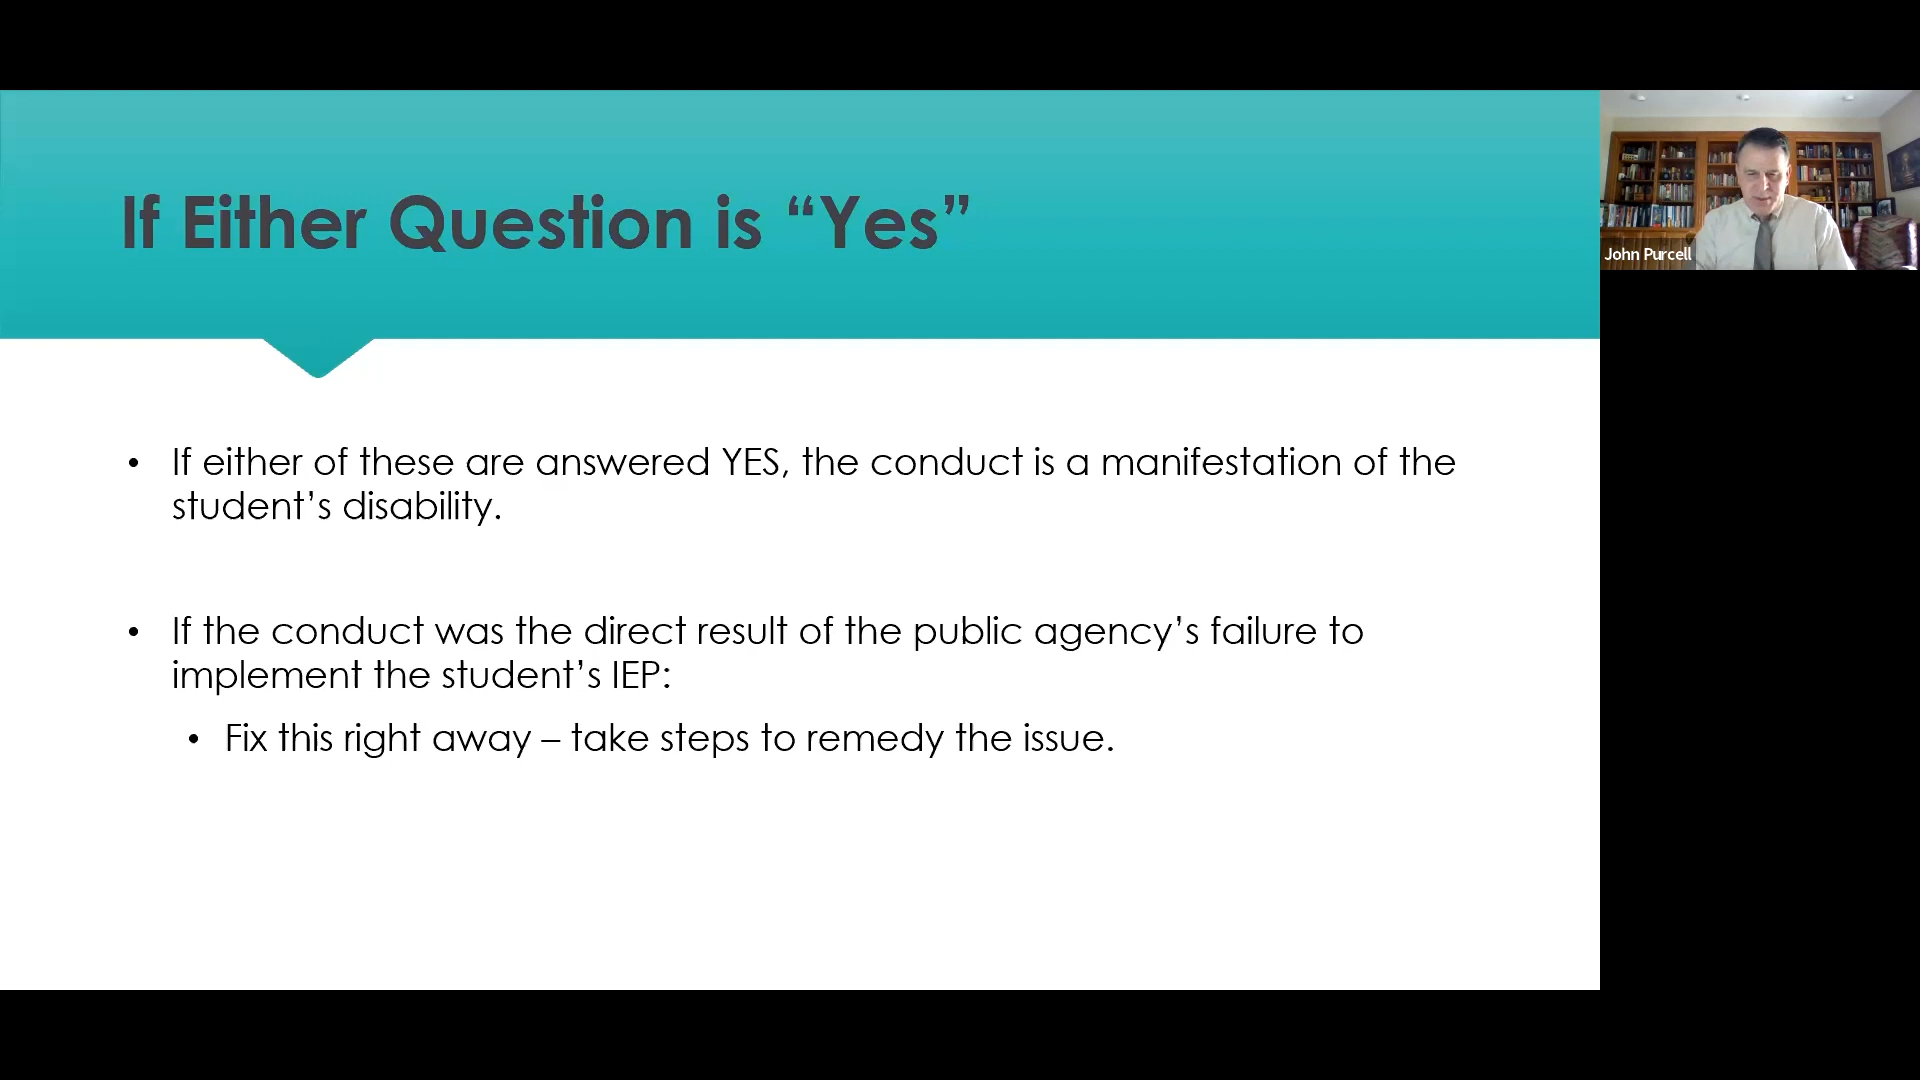 If Either Question is “Yes”
John Purcell
• If either of these are answered YES, the conduct is a manifestation of the
student’s disability.
• If the conduct was the direct result of the public agency’s failure to
implement the student’s IEP:
• Fix this right away – take steps to remedy the issue.